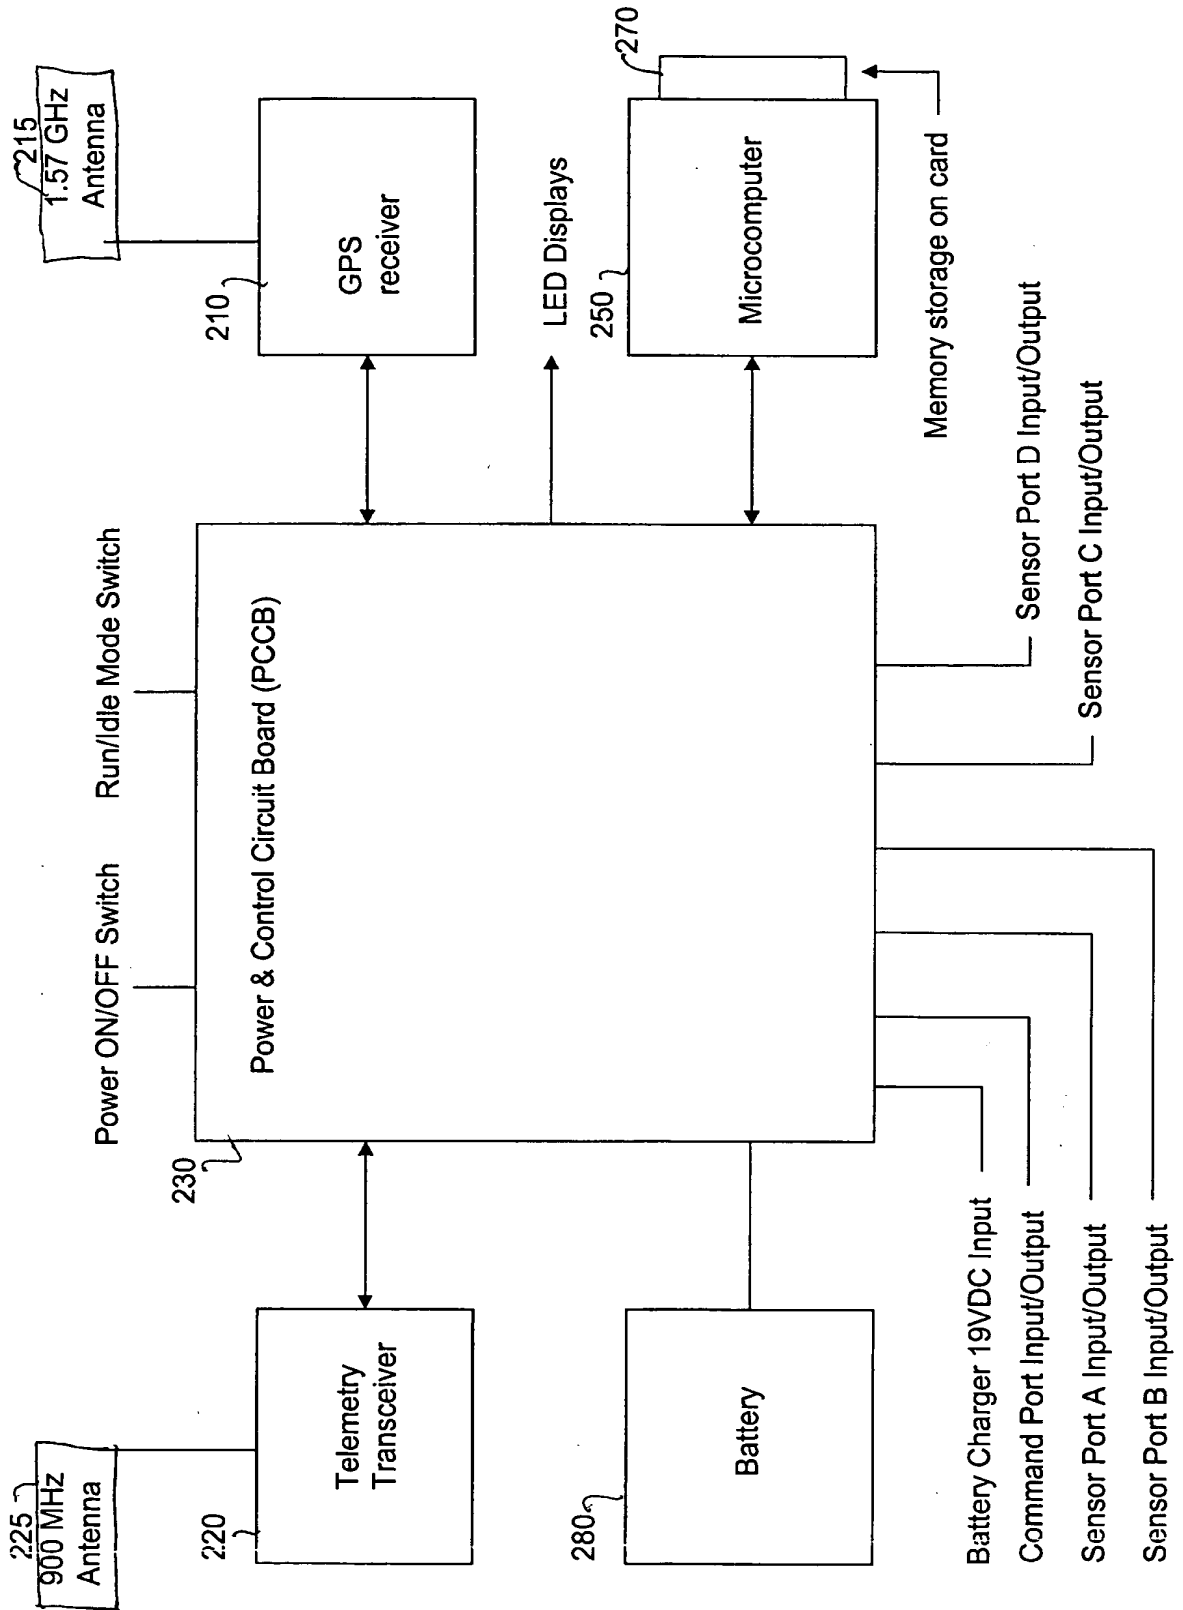 225
900 MHz
Antenna
Power ON/OFF Switch
Run/Idle Mode Switch
215
1.57 GHz
Antenna
220
Telemetry
Transceiver
230
Power & Control Circuit Board (PCCB)
210
GPS
receiver
LED Displays
280
Battery
250
Microcomputer
270
Memory storage on card
Battery Charger 19VDC Input
Command Port Input/Output
Sensor Port A Input/Output
Sensor Port B Input/Output
Sensor Port D Input/Output
Sensor Port C Input/Output